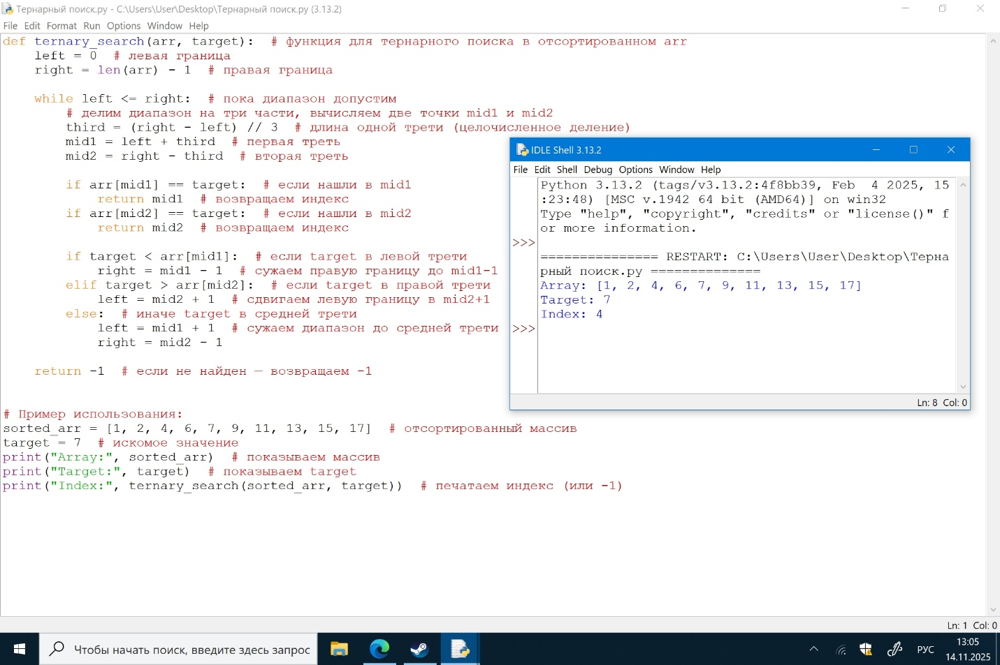 Тернарный поиск.py - C:\Users\User\Desktop\Тернарный поиск.py (3.13.2)
File Edit Format Run Options Window Help
def ternary_search(arr, target):  # функция для тернарного поиска в отсортированном arr
    left = 0  # левая граница
    right = len(arr) - 1  # правая граница

    while left <= right:  # пока диапазон допустим
        # делим диапазон на три части, вычисляем две точки mid1 и mid2
        third = (right - left) // 3  # длина одной трети (целочисленное деление)
        mid1 = left + third  # первая треть
        mid2 = right - third  # вторая треть

        if arr[mid1] == target:  # если нашли в mid1
            return mid1  # возвращаем индекс
        if arr[mid2] == target:  # если нашли в mid2
            return mid2  # возвращаем индекс

        if target < arr[mid1]:  # если target в левой трети
            right = mid1 - 1  # сужаем правую границу до mid1-1
        elif target > arr[mid2]:  # если target в правой трети
            left = mid2 + 1  # сдвигаем левую границу в mid2+1
        else:  # иначе target в средней трети
            left = mid1 + 1  # сужаем диапазон до средней трети
            right = mid2 - 1

    return -1  # если не найден — возвращаем -1

# Пример использования:
sorted_arr = [1, 2, 4, 6, 7, 9, 11, 13, 15, 17]  # отсортированный массив
target = 7  # искомое значение
print("Array:", sorted_arr)  # показываем массив
print("Target:", target)  # показываем target
print("Index:", ternary_search(sorted_arr, target))  # печатаем индекс (или -1)
IDLE Shell 3.13.2
File Edit Shell Debug Options Window Help
Python 3.13.2 (tags/v3.13.2:4f8bb39, Feb  4 2025, 15
:23:48) [MSC v.1942 64 bit (AMD64)] on win32
Type "help", "copyright", "credits" or "license()" f
or more information.
>>>
=============== RESTART: C:\Users\User\Desktop\Терна
рный поиск.py ==============
Array: [1, 2, 4, 6, 7, 9, 11, 13, 15, 17]
Target: 7
Index: 4
>>>
Ln: 8 Col: 0
Ln: 1 Col: 0
Чтобы начать поиск, введите здесь запрос
РУС
13:05
14.11.2025